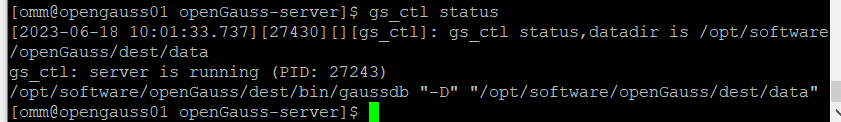 [omm@opengauss01 openGauss-server]$ gs_ctl status
[2023-06-18 10:01:33.737][27430][][gs_ctl]: gs_ctl status,datadir is /opt/software
/openGauss/dest/data
gs_ctl: server is running (PID: 27243)
/opt/software/openGauss/dest/bin/gaussdb "-D" "/opt/software/openGauss/dest/data"
[omm@opengauss01 openGauss-server]$